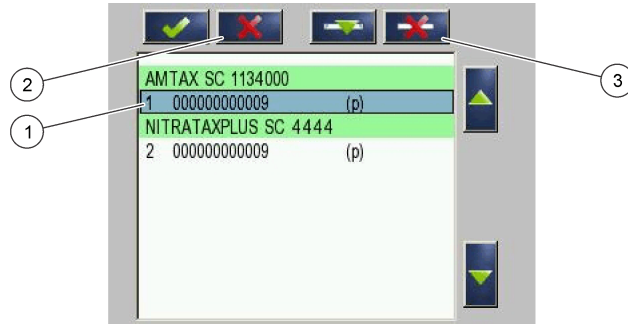 AMTAX SC 1134000
1 000000000009 (p)
NITRATAXPLUS SC 4444
2 000000000009 (p)
2
1
3